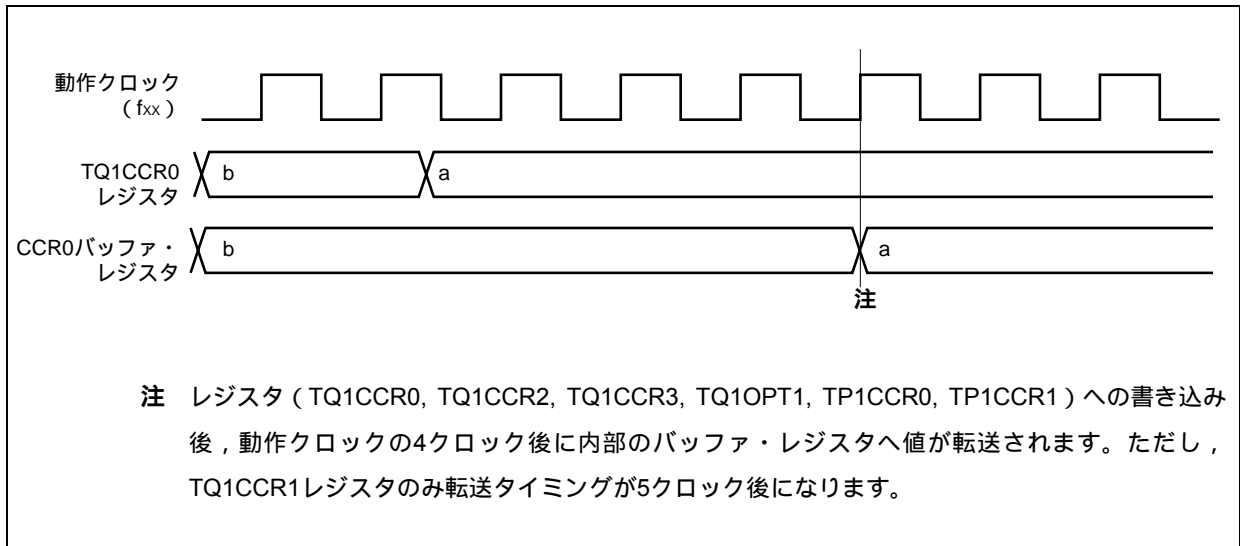 動作クロック
（fxx）
TQ1CCR0
レジスタ
b
a
CCR0バッファ・
レジスタ
b
a
注
注 レジスタ（TQ1CCR0, TQ1CCR2, TQ1CCR3, TQ1OPT1, TP1CCR0, TP1CCR1）への書き込み
後，動作クロックの4クロック後に内部のバッファ・レジスタへ値が転送されます。ただし，
TQ1CCR1レジスタのみ転送タイミングが5クロック後になります。